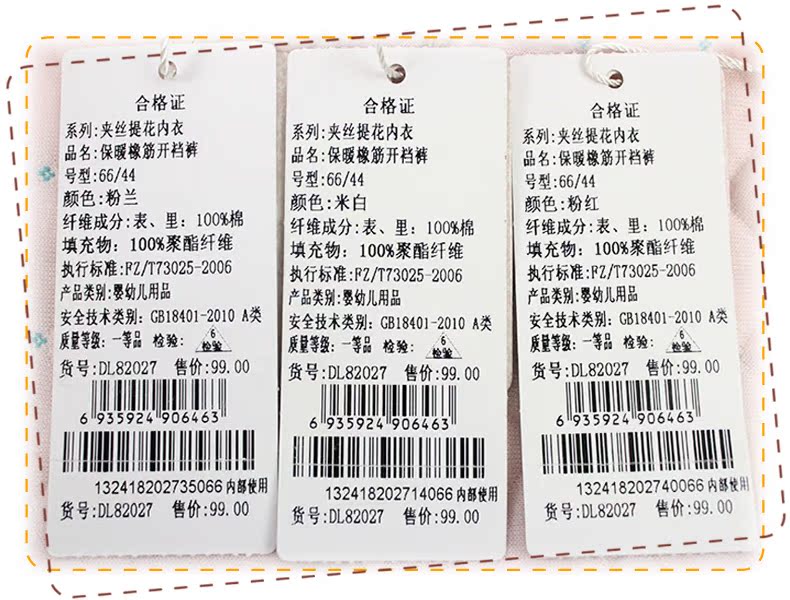 合格证
系列:夹丝提花内衣
品名:保暖橡筋开裆裤
号型:66/44
颜色:粉兰
纤维成分:表、里: 100%棉
填充物: 100%聚酯纤维
执行标准:FZ/T73025-2006
产品类别:婴幼儿用品
安全技术类别: GB18401-2010 A类
质量等级: 一等品 检验: 6 检验
货号:DL82027 售价:99.00
6 935924 906463
132418202735066 内部使用
货号:DL82027 售价:99.00
合格证
系列:夹丝提花内衣
品名:保暖橡筋开裆裤
号型:66/44
颜色:米白
纤维成分:表、里: 100%棉
填充物: 100%聚酯纤维
执行标准:FZ/T73025-2006
产品类别:婴幼儿用品
安全技术类别: GB18401-2010 A类
质量等级: 一等品 检验: 6 检验
货号:DL82027 售价:99.00
6 935924 906463
132418202714066 内部使用
货号:DL82027 售价:99.00
合格证
系列:夹丝提花内衣
品名:保暖橡筋开裆裤
号型:66/44
颜色:粉红
纤维成分:表、里: 100%棉
填充物: 100%聚酯纤维
执行标准:FZ/T73025-2006
产品类别:婴幼儿用品
安全技术类别: GB18401-2010 A类
质量等级: 一等品 检验: 6 检验
货号:DL82027 售价:99.00
6 935924 906463
132418202740066 内部使用
货号:DL82027 售价:99.00